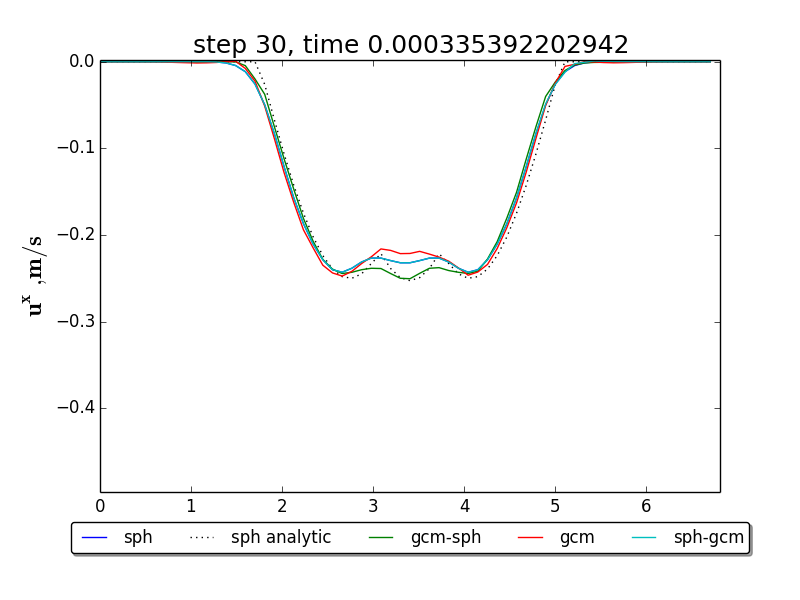 step 30, time 0.000335392202942
0.0
−0.1
−0.2
−0.3
−0.4
u^x ,m/s
0 1 2 3 4 5 6
sph sph analytic gcm-sph gcm sph-gcm